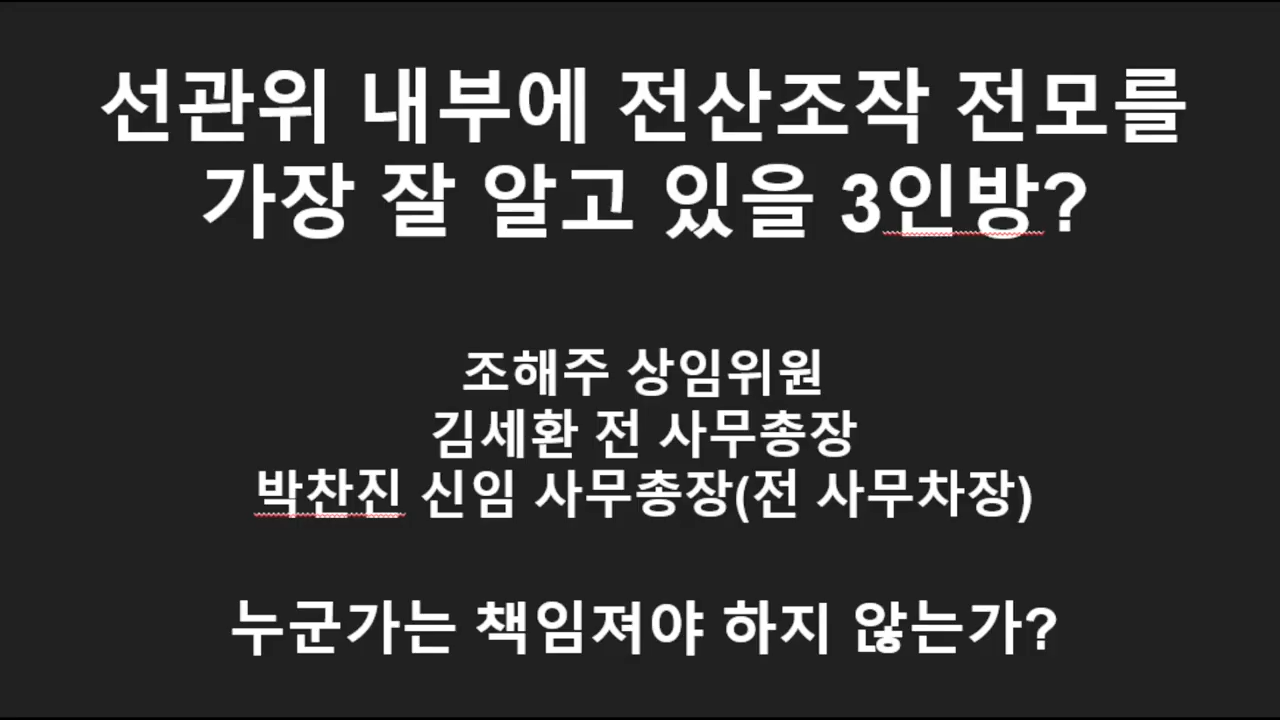 선관위 내부에 전산조작 전모를
가장 잘 알고 있을 3인방?
조해주 상임위원
김세환 전 사무총장
박찬진 신임 사무총장(전 사무차장)
누군가는 책임져야 하지 않는가?